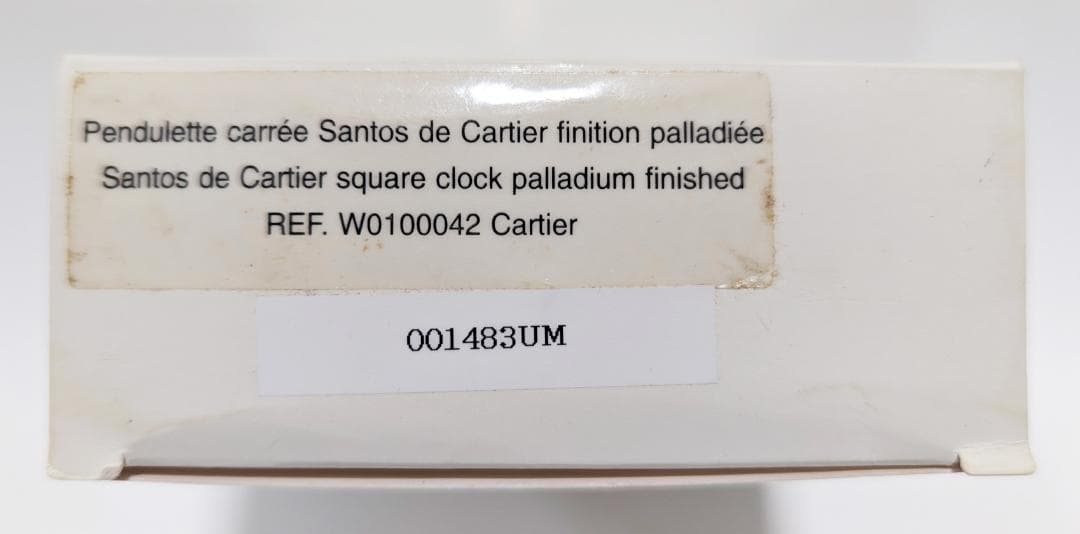 Pendulette carrée Santos de Cartier finition palladiée
Santos de Cartier square clock palladium finished
REF. W0100042 Cartier
001483UM